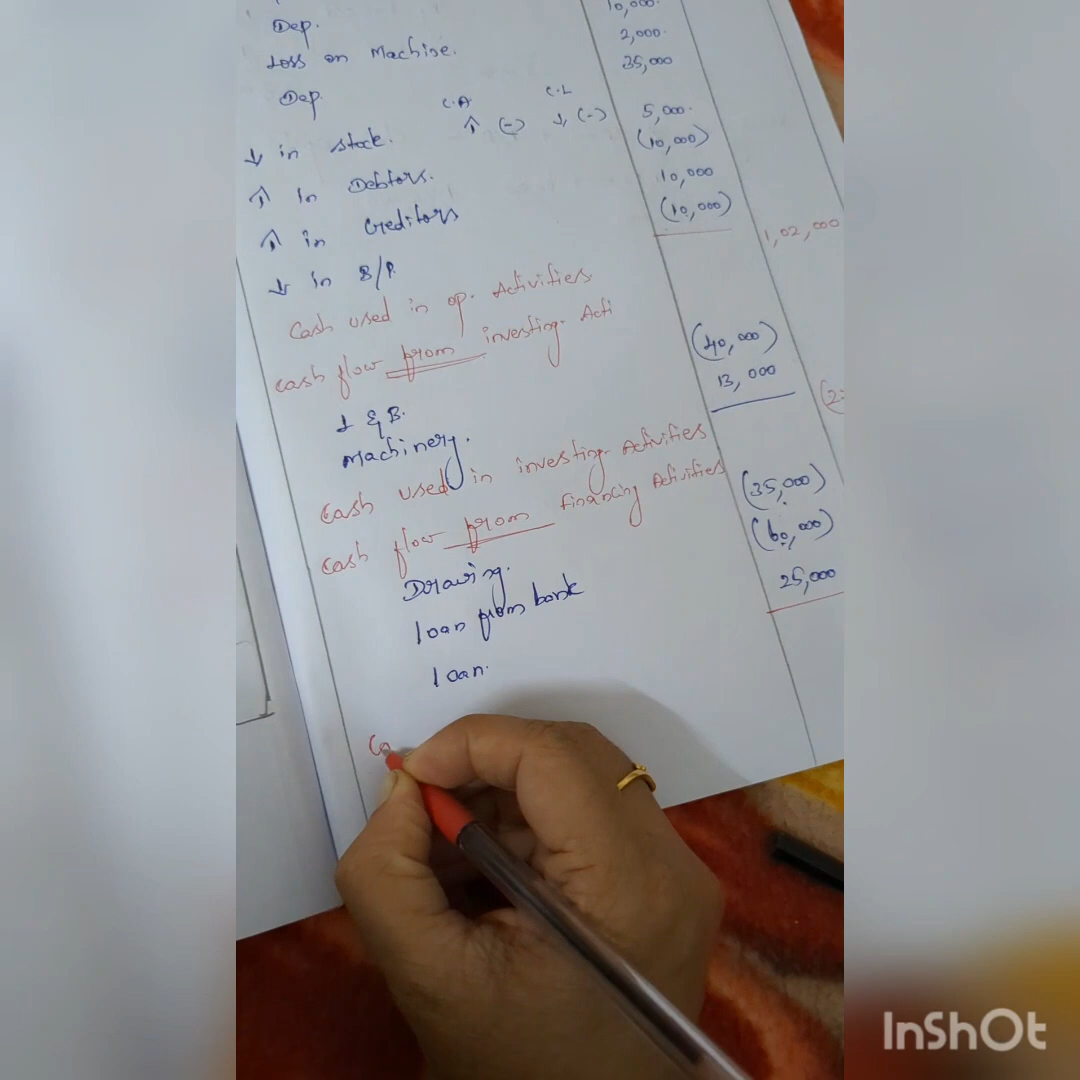 10,000.
Dep. 2,000.
Loss on Machine. 35,000
Dep.
C.A. C.L
↓ in stock. ↑ (-) ↓ (-) 5,000.
↑ in Debtors. (10,000)
↑ in Creditors 10,000
↓ in B/P. (10,000)
Cash used in op. Activities 1,02,000
Cash flow from investing Acti
L & B. (40,000)
Machinery. 13,000
Cash used in investing Activities
Cash flow from financing Activities
Drawing. (35,000)
loan from bank (60,000)
loan. 25,000
Ca
InShOt